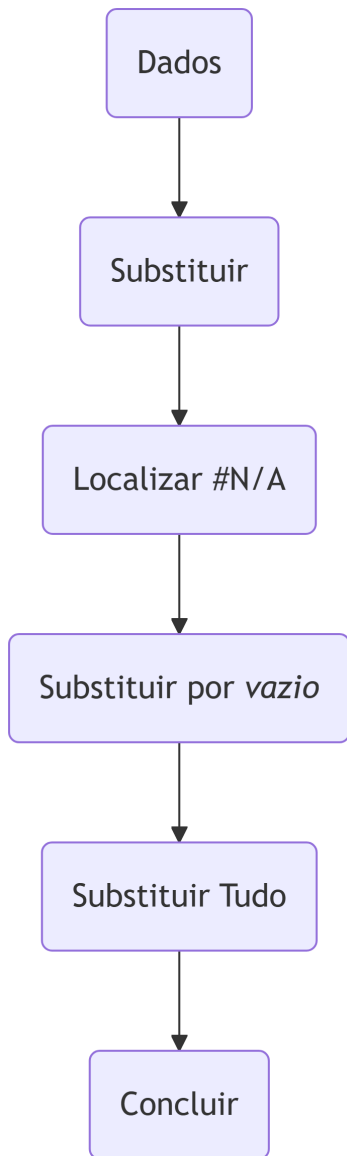 Dados
Substituir
Localizar #N/A
Substituir por vazio
Substituir Tudo
Concluir